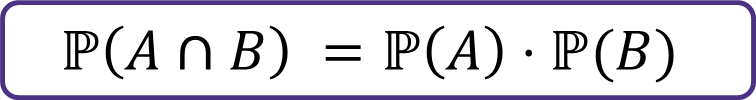 ℙ(A ∩ B) = ℙ(A) · ℙ(B)